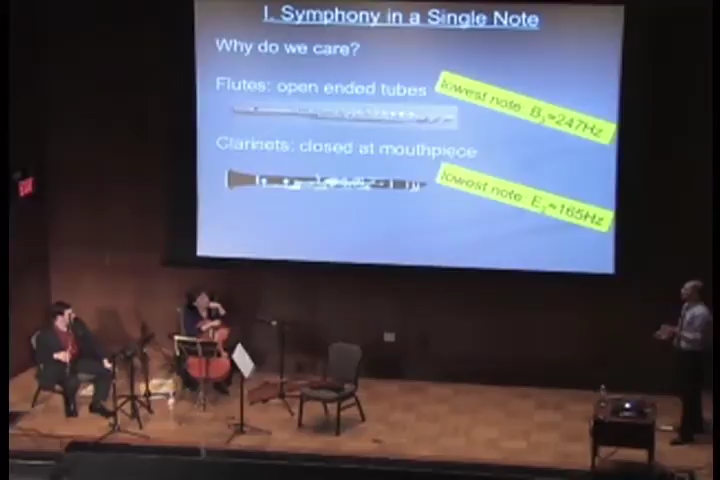 I. Symphony in a Single Note
Why do we care?
Flutes: open ended tubes
lowest note B3=247Hz
Clarinets: closed at mouthpiece
lowest note E3=165Hz
EXIT